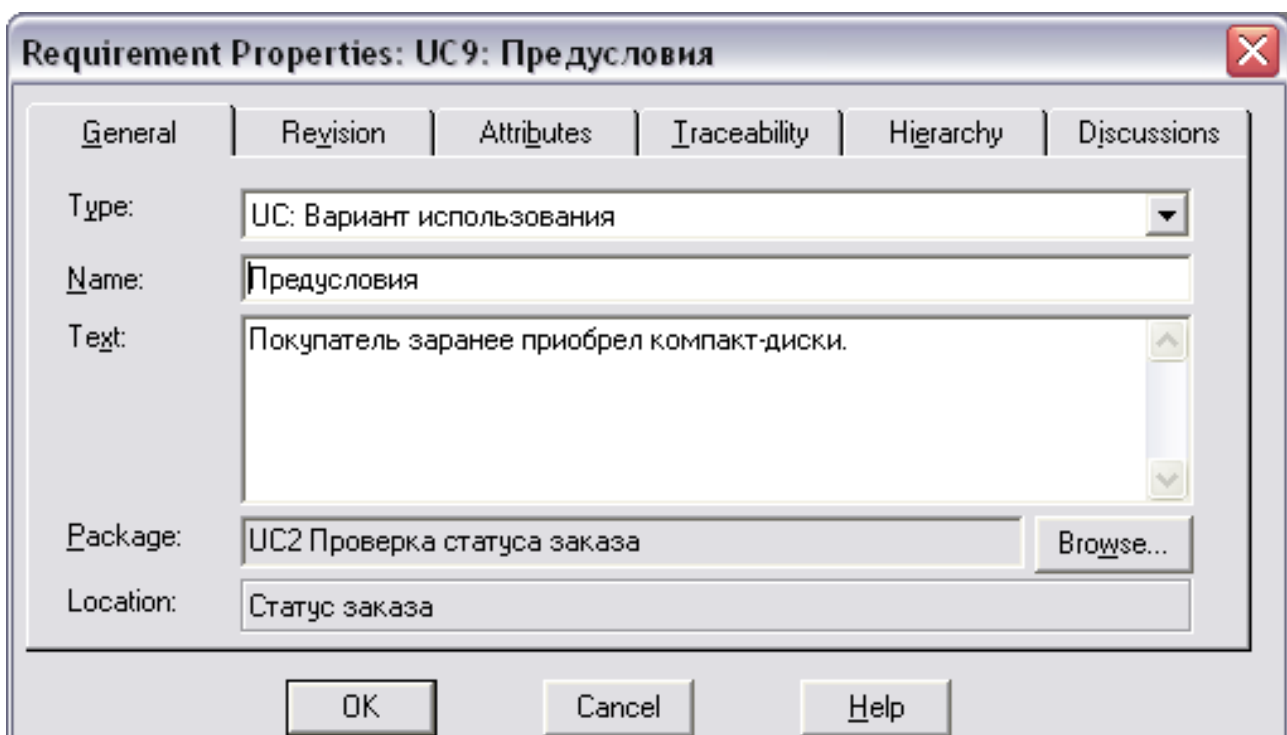 Requirement Properties: UC9: Предусловия
General Revision Attributes Traceability Hierarchy Discussions
Type: UC: Вариант использования
Name: Предусловия
Text: Покупатель заранее приобрел компакт-диски.
Package: UC2 Проверка статуса заказа Browse...
Location: Статус заказа
OK Cancel Help